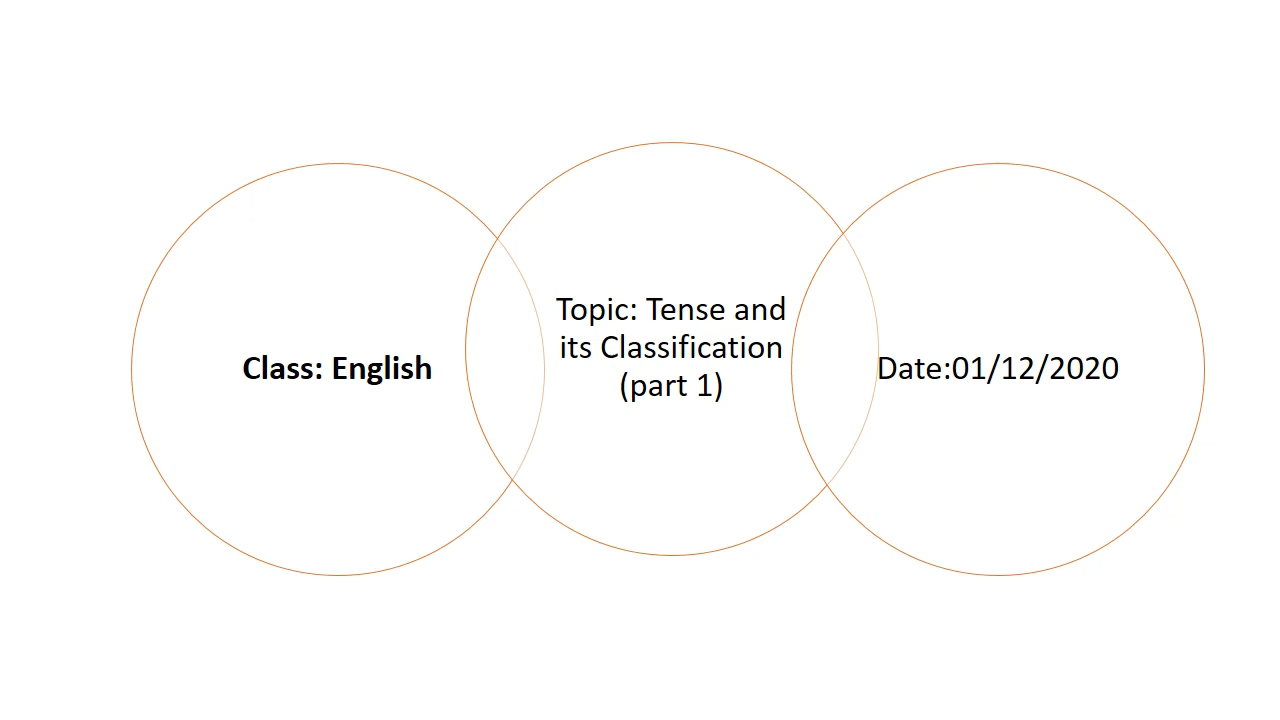 Class: English
Topic: Tense and
its Classification
(part 1)
Date:01/12/2020